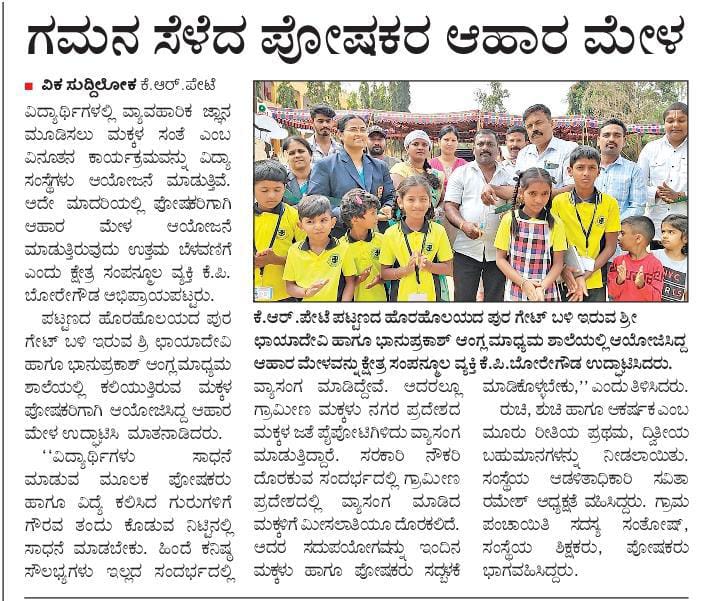 ಗಮನ ಸೆಳೆದ ಪೋಷಕರ ಆಹಾರ ಮೇಳ
■ ವಿಕ ಸುದ್ದಿಲೋಕ ಕೆ.ಆರ್.ಪೇಟೆ
ವಿದ್ಯಾರ್ಥಿಗಳಲ್ಲಿ ವ್ಯಾವಹಾರಿಕ ಜ್ಞಾನ
ಮೂಡಿಸಲು ಮಕ್ಕಳ ಸಂತೆ ಎಂಬ
ವಿನೂತನ ಕಾರ್ಯಕ್ರಮವನ್ನು ವಿದ್ಯಾ
ಸಂಸ್ಥೆಗಳು ಆಯೋಜನೆ ಮಾಡುತ್ತಿವೆ.
ಅದೇ ಮಾದರಿಯಲ್ಲಿ ಪೋಷಕರಿಗಾಗಿ
ಆಹಾರ ಮೇಳ ಆಯೋಜನೆ
ಮಾಡುತ್ತಿರುವುದು ಉತ್ತಮ ಬೆಳವಣಿಗೆ
ಎಂದು ಕ್ಷೇತ್ರ ಸಂಪನ್ಮೂಲ ವ್ಯಕ್ತಿ ಕೆ.ಪಿ.
ಬೋರೇಗೌಡ ಅಭಿಪ್ರಾಯಪಟ್ಟರು.
ಪಟ್ಟಣದ ಹೊರಹೊಲಯದ ಪುರ
ಗೇಟ್ ಬಳಿ ಇರುವ ಶ್ರಿ ಛಾಯಾದೇವಿ
ಹಾಗೂ ಭಾನುಪ್ರಕಾಶ್ ಆಂಗ್ಲಮಾಧ್ಯಮ
ಶಾಲೆಯಲ್ಲಿ ಕಲಿಯುತ್ತಿರುವ ಮಕ್ಕಳ
ಪೋಷಕರಿಗಾಗಿ ಆಯೋಜಿಸಿದ್ದ ಆಹಾರ
ಮೇಳ ಉದ್ಘಾಟಿಸಿ ಮಾತನಾಡಿದರು.
‘‘ವಿದ್ಯಾರ್ಥಿಗಳು ಸಾಧನೆ
ಮಾಡುವ ಮೂಲಕ ಪೋಷಕರು
ಹಾಗೂ ವಿದ್ಯೆ ಕಲಿಸಿದ ಗುರುಗಳಿಗೆ
ಗೌರವ ತಂದು ಕೊಡುವ ನಿಟ್ಟಿನಲ್ಲಿ
ಸಾಧನೆ ಮಾಡಬೇಕು. ಹಿಂದೆ ಕನಿಷ್ಠ
ಸೌಲಭ್ಯಗಳು ಇಲ್ಲದ ಸಂದರ್ಭದಲ್ಲಿ
ಕೆ.ಆರ್.ಪೇಟೆ ಪಟ್ಟಣದ ಹೊರಹೊಲಯದ ಪುರ ಗೇಟ್ ಬಳಿ ಇರುವ ಶ್ರೀ
ಛಾಯಾದೇವಿ ಹಾಗೂ ಭಾನುಪ್ರಕಾಶ್ ಆಂಗ್ಲ ಮಾಧ್ಯಮ ಶಾಲೆಯಲ್ಲಿ ಆಯೋಜಿಸಿದ್ದ
ಆಹಾರ ಮೇಳವನ್ನು ಕ್ಷೇತ್ರ ಸಂಪನ್ಮೂಲ ವ್ಯಕ್ತಿ ಕೆ.ಪಿ.ಬೋರೇಗೌಡ ಉದ್ಘಾಟಿಸಿದರು.
ವ್ಯಾಸಂಗ ಮಾಡಿದ್ದೇವೆ. ಅದರಲ್ಲೂ
ಗ್ರಾಮೀಣ ಮಕ್ಕಳು ನಗರ ಪ್ರದೇಶದ
ಮಕ್ಕಳ ಜತೆ ಪೈಪೋಟಿಗಿಳಿದು ವ್ಯಾಸಂಗ
ಮಾಡುತ್ತಿದ್ದಾರೆ. ಸರಕಾರಿ ನೌಕರಿ
ದೊರಕುವ ಸಂದರ್ಭದಲ್ಲಿ ಗ್ರಾಮೀಣ
ಪ್ರದೇಶದಲ್ಲಿ ವ್ಯಾಸಂಗ ಮಾಡಿದ
ಮಕ್ಕಳಿಗೆ ಮೀಸಲಾತಿಯೂ ದೊರಕಲಿದೆ.
ಅದರ ಸದುಪಯೋಗವನ್ನು ಇಂದಿನ
ಮಕ್ಕಳು ಹಾಗೂ ಪೋಷಕರು ಸದ್ಬಳಕೆ
ಮಾಡಿಕೊಳ್ಳಬೇಕು,’’ ಎಂದು ತಿಳಿಸಿದರು.
ರುಚಿ, ಶುಚಿ ಹಾಗೂ ಆಕರ್ಷಕ ಎಂಬ
ಮೂರು ರೀತಿಯ ಪ್ರಥಮ, ದ್ವಿತೀಯ
ಬಹುಮಾನಗಳನ್ನು ನೀಡಲಾಯಿತು.
ಸಂಸ್ಥೆಯ ಆಡಳಿತಾಧಿಕಾರಿ ಸವಿತಾ
ರಮೇಶ್ ಅಧ್ಯಕ್ಷತೆ ವಹಿಸಿದ್ದರು. ಗ್ರಾಮ
ಪಂಚಾಯಿತಿ ಸದಸ್ಯ ಸಂತೋಷ್,
ಸಂಸ್ಥೆಯ ಶಿಕ್ಷಕರು, ಪೋಷಕರು
ಭಾಗವಹಿಸಿದ್ದರು.